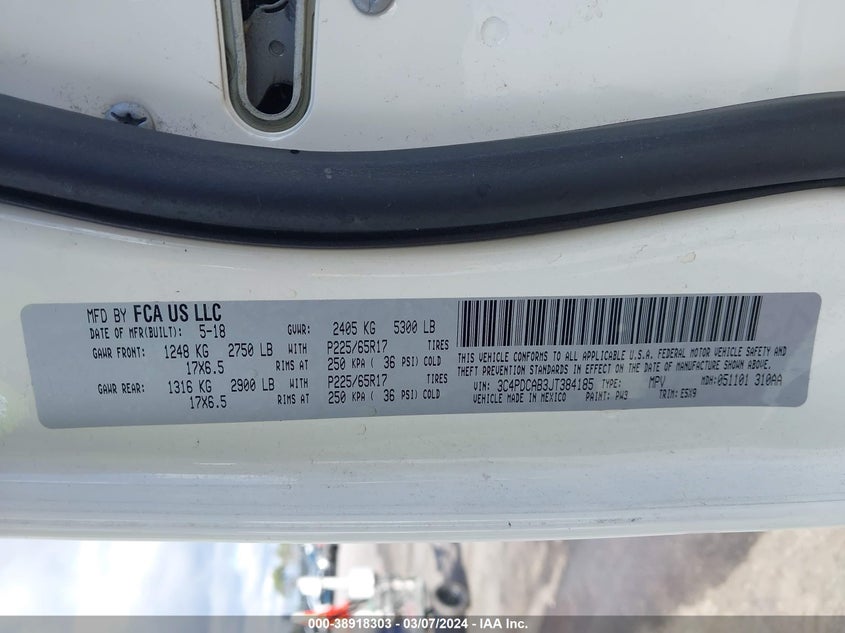 MFD BY FCA US LLC
DATE OF MFR(BUILT): 5-18 GVWR: 2405 KG 5300 LB
GAWR FRONT: 1248 KG 2750 LB WITH P225/65R17 TIRES
17X6.5 RIMS AT 250 KPA ( 36 PSI) COLD
GAWR REAR: 1316 KG 2900 LB WITH P225/65R17 TIRES
17X6.5 RIMS AT 250 KPA ( 36 PSI) COLD
THIS VEHICLE CONFORMS TO ALL APPLICABLE U.S.A. FEDERAL MOTOR VEHICLE SAFETY AND
THEFT PREVENTION STANDARDS IN EFFECT ON THE DATE OF MANUFACTURE SHOWN ABOVE.
VIN: 3C4PDCAB3JT384185 TYPE: MPV MDH: 051101 310AA
VEHICLE MADE IN MEXICO PAINT: PW3 TRIM: E5X9
000-38918303 — 03/07/2024 — IAA Inc.